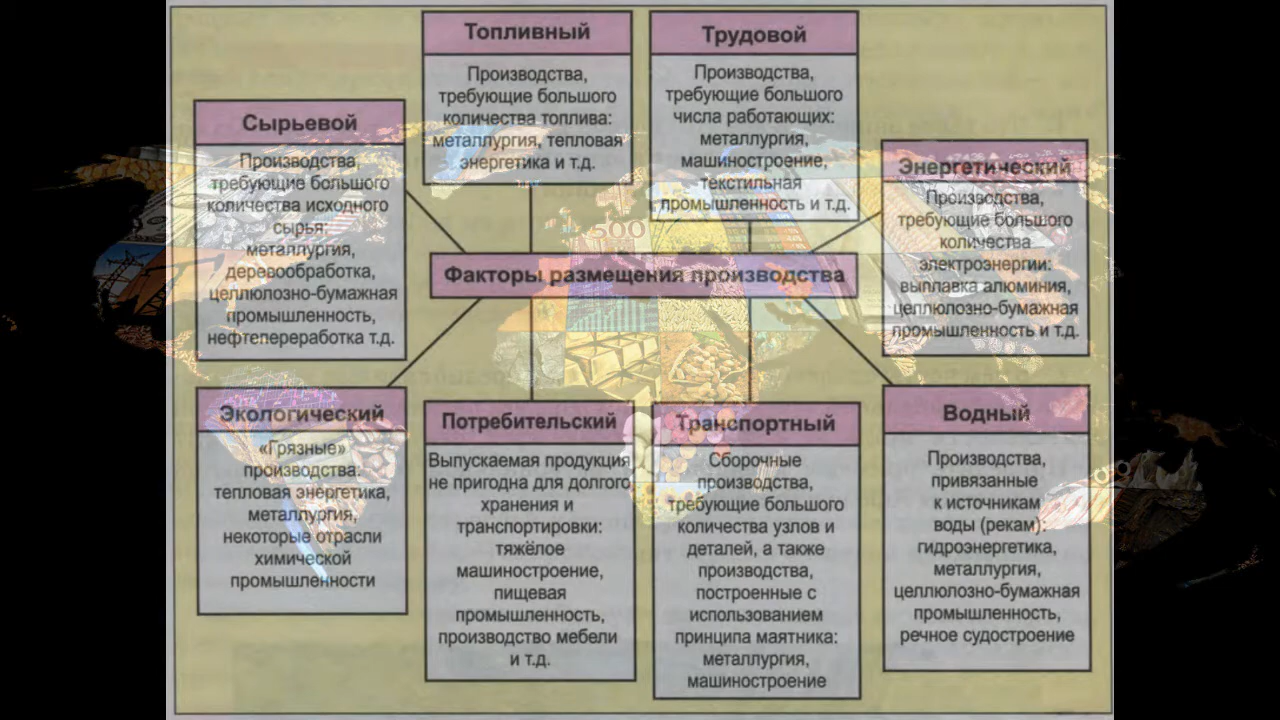 Топливный
Производства,
требующие большого
количества топлива:
металлургия, тепловая
энергетика и т.д.
Трудовой
Производства,
требующие большого
числа работающих:
металлургия,
машиностроение,
текстильная
промышленность и т.д.
Сырьевой
Производства,
требующие большого
количества исходного
сырья:
металлургия,
деревообработка,
целлюлозно-бумажная
промышленность,
нефтепереработка т.д.
Энергетический
Производства,
требующие большого
количества
электроэнергии:
выплавка алюминия,
целлюлозно-бумажная
промышленность и т.д.
500
Факторы размещения производства
Экологический
«Грязные»
производства:
тепловая энергетика,
металлургия,
некоторые отрасли
химической
промышленности
Потребительский
Выпускаемая продукция
не пригодна для долгого
хранения и
транспортировки:
тяжёлое
машиностроение,
пищевая
промышленность,
производство мебели
и т.д.
Транспортный
Сборочные
производства,
требующие большого
количества узлов и
деталей, а также
производства,
построенные с
использованием
принципа маятника:
металлургия,
машиностроение
Водный
Производства,
привязанные
к источникам
воды (рекам):
гидроэнергетика,
металлургия,
целлюлозно-бумажная
промышленность,
речное судостроение